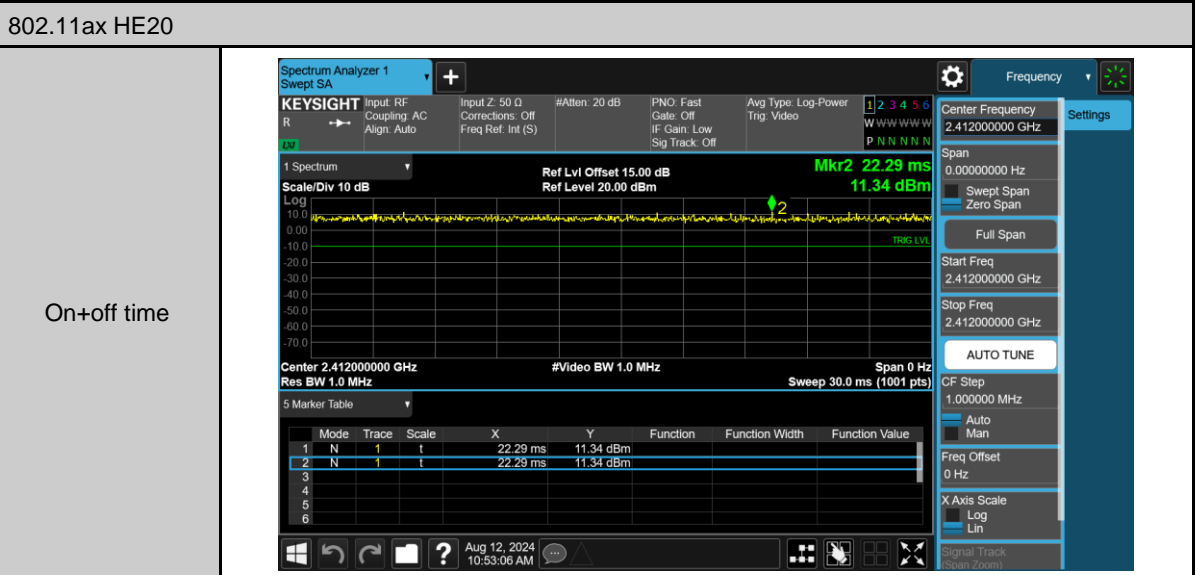 802.11ax HE20
On+off time
Spectrum Analyzer 1
Swept SA
Frequency
KEYSIGHT
R
LXI
Input: RF
Coupling: AC
Align: Auto
Input Z: 50 Ω
Corrections: Off
Freq Ref: Int (S)
#Atten: 20 dB
PNO: Fast
Gate: Off
IF Gain: Low
Sig Track: Off
Avg Type: Log-Power
Trig: Video
1 2 3 4 5 6
W W W W W W
P N N N N N
1 Spectrum
Scale/Div 10 dB
Ref Lvl Offset 15.00 dB
Ref Level 20.00 dBm
Mkr2 22.29 ms
11.34 dBm
Log
10.0
0.00
-10.0
-20.0
-30.0
-40.0
-50.0
-60.0
-70.0
2
TRIG LVL
Center 2.412000000 GHz
#Video BW 1.0 MHz
Span 0 Hz
Res BW 1.0 MHz
Sweep 30.0 ms (1001 pts)
5 Marker Table
Mode Trace Scale X Y Function Function Width Function Value
1 N 1 t 22.29 ms 11.34 dBm
2 N 1 t 22.29 ms 11.34 dBm
3
4
5
6
Aug 12, 2024
10:53:06 AM
?
Center Frequency
2.412000000 GHz
Settings
Span
0.00000000 Hz
Swept Span
Zero Span
Full Span
Start Freq
2.412000000 GHz
Stop Freq
2.412000000 GHz
AUTO TUNE
CF Step
1.000000 MHz
Auto
Man
Freq Offset
0 Hz
X Axis Scale
Log
Lin
Signal Track
(Span Zoom)